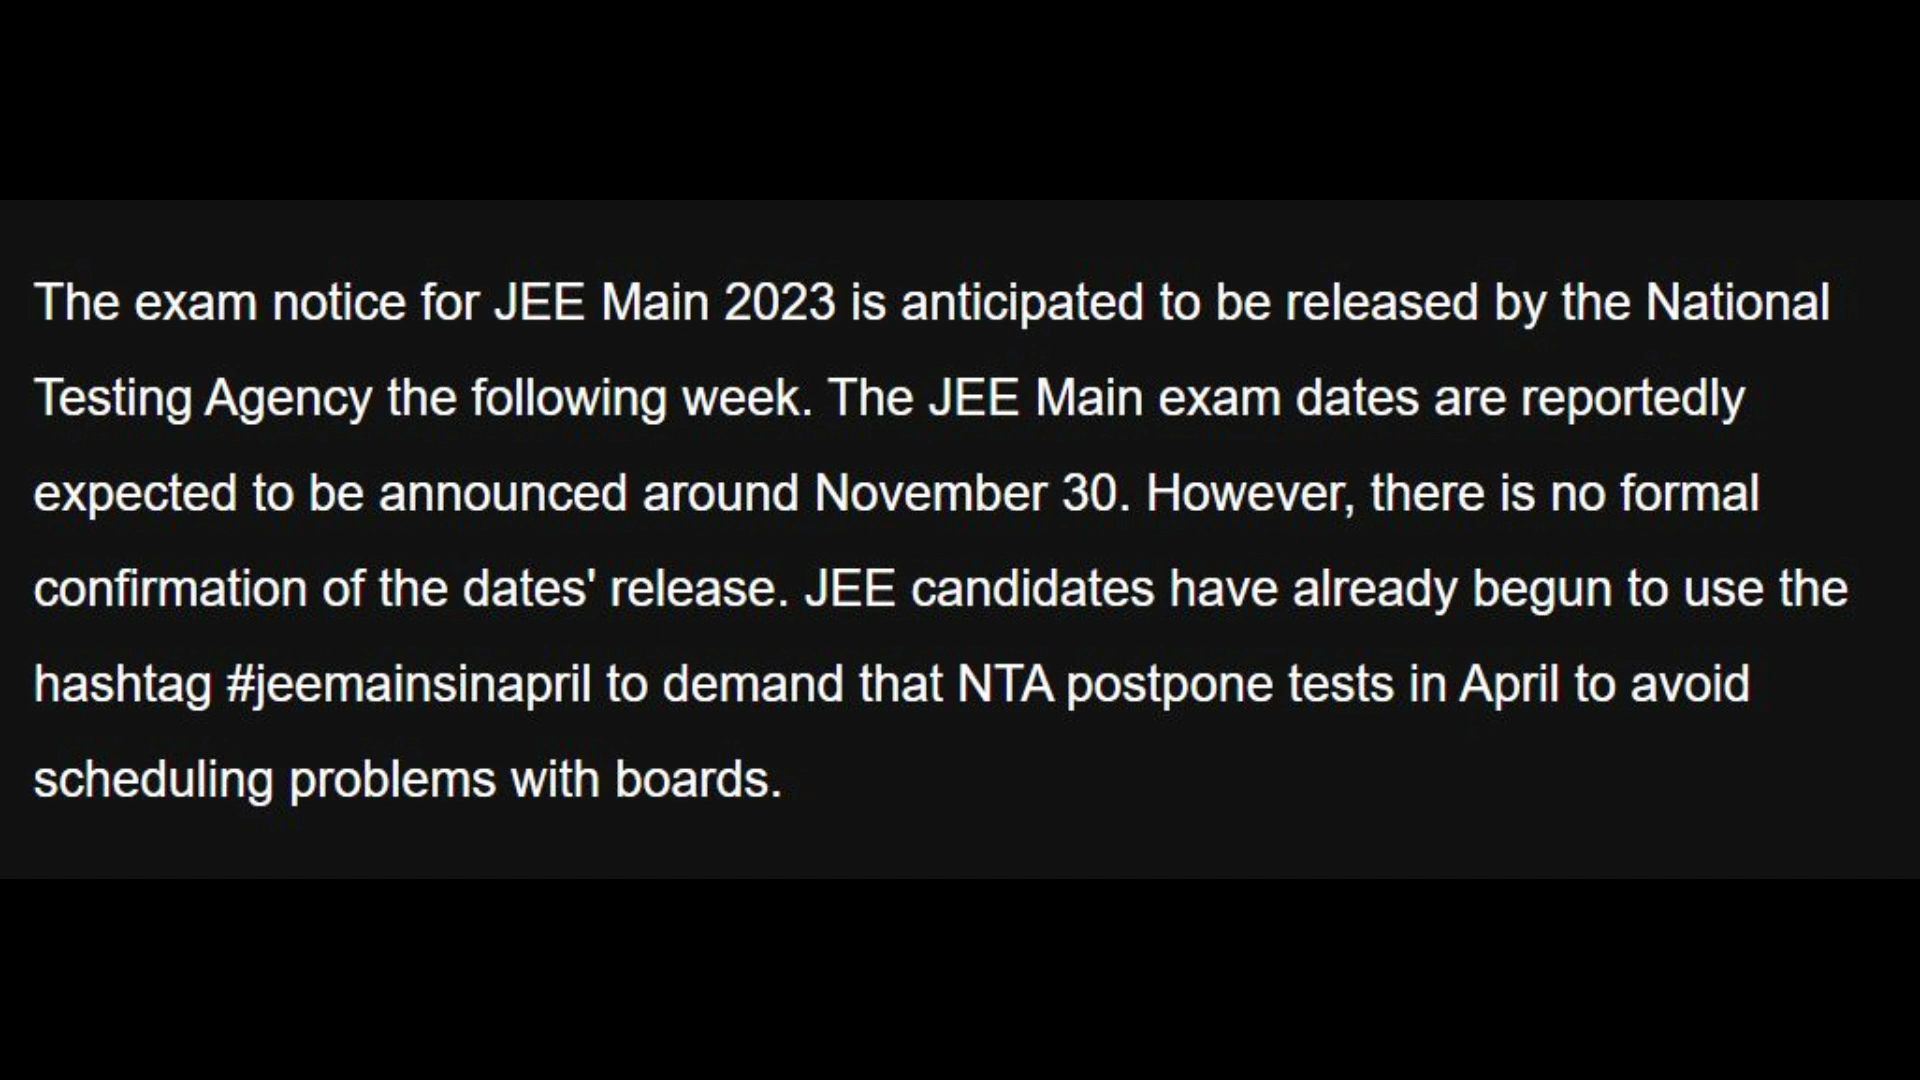 The exam notice for JEE Main 2023 is anticipated to be released by the National
Testing Agency the following week. The JEE Main exam dates are reportedly
expected to be announced around November 30. However, there is no formal
confirmation of the dates' release. JEE candidates have already begun to use the
hashtag #jeemainsinapril to demand that NTA postpone tests in April to avoid
scheduling problems with boards.